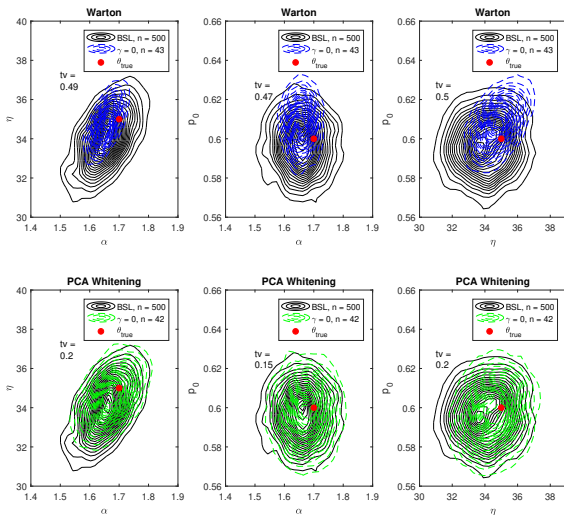 Warton
Warton
Warton
40
38
36
34
32
30
1.4
1.5
1.6
1.7
1.8
1.9
η
α
BSL, n = 500
γ = 0, n = 43
θtrue
tv =
0.49
0.66
0.64
0.62
0.6
0.58
0.56
1.4
1.5
1.6
1.7
1.8
1.9
p0
α
BSL, n = 500
γ = 0, n = 43
θtrue
tv =
0.47
0.66
0.64
0.62
0.6
0.58
0.56
30
32
34
36
38
p0
η
BSL, n = 500
γ = 0, n = 43
θtrue
tv =
0.5
PCA Whitening
PCA Whitening
PCA Whitening
40
38
36
34
32
30
1.4
1.5
1.6
1.7
1.8
1.9
η
α
BSL, n = 500
γ = 0, n = 42
θtrue
tv =
0.2
0.66
0.64
0.62
0.6
0.58
0.56
1.4
1.5
1.6
1.7
1.8
1.9
p0
α
BSL, n = 500
γ = 0, n = 42
θtrue
tv =
0.15
0.66
0.64
0.62
0.6
0.58
0.56
30
32
34
36
38
p0
η
BSL, n = 500
γ = 0, n = 42
θtrue
tv =
0.2